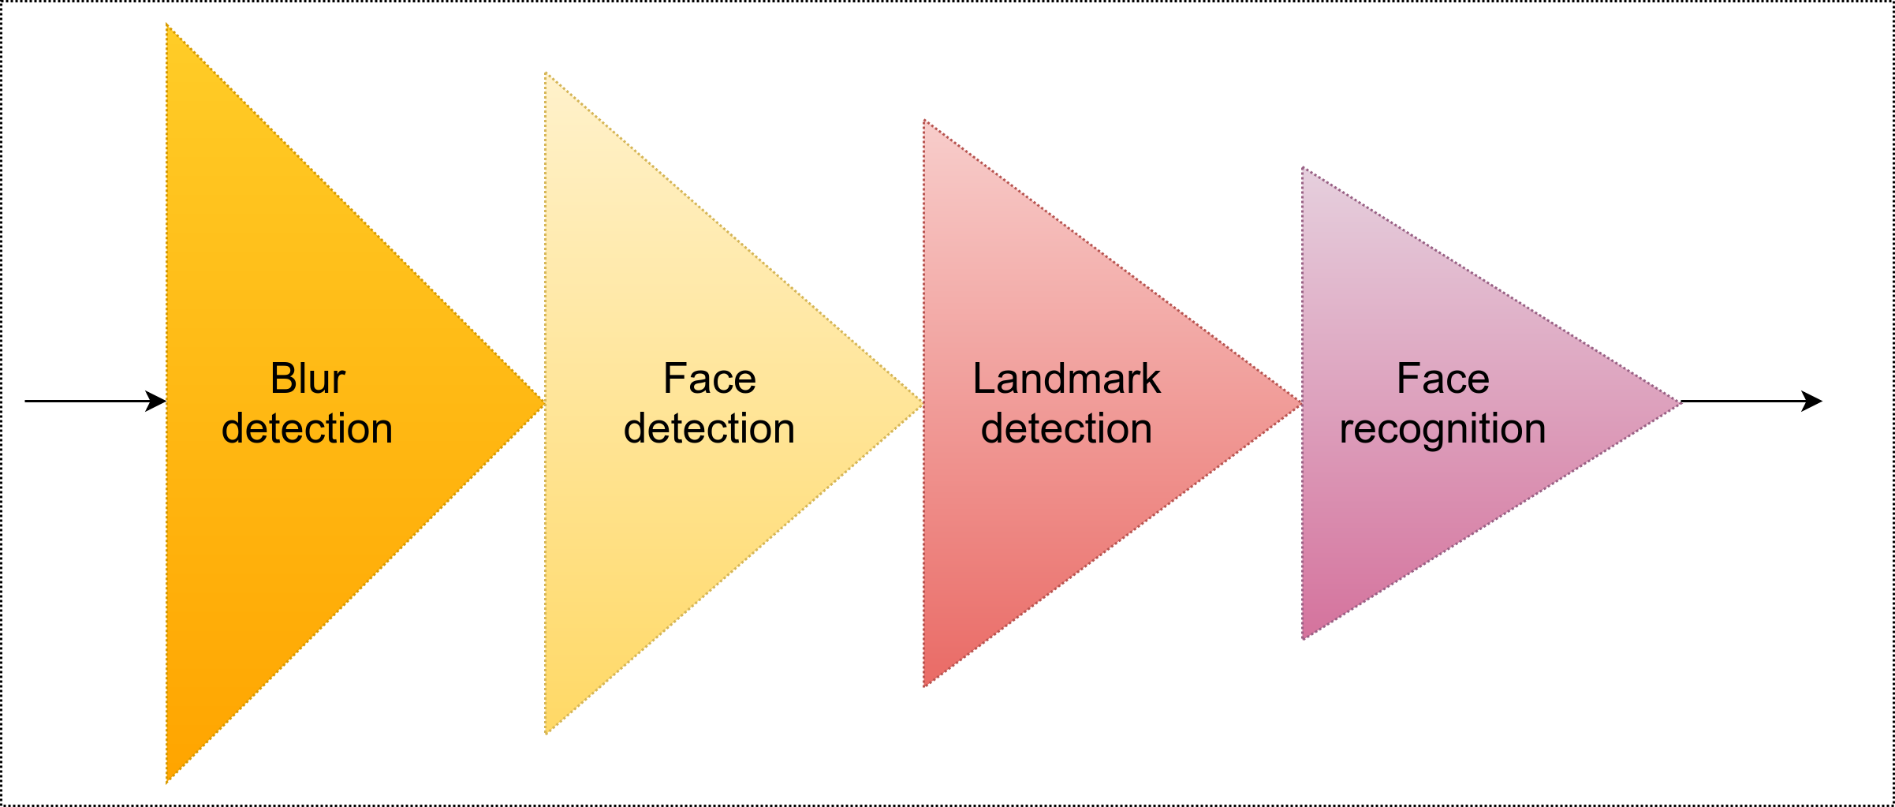 Blur
detection
Face
detection
Landmark
detection
Face
recognition